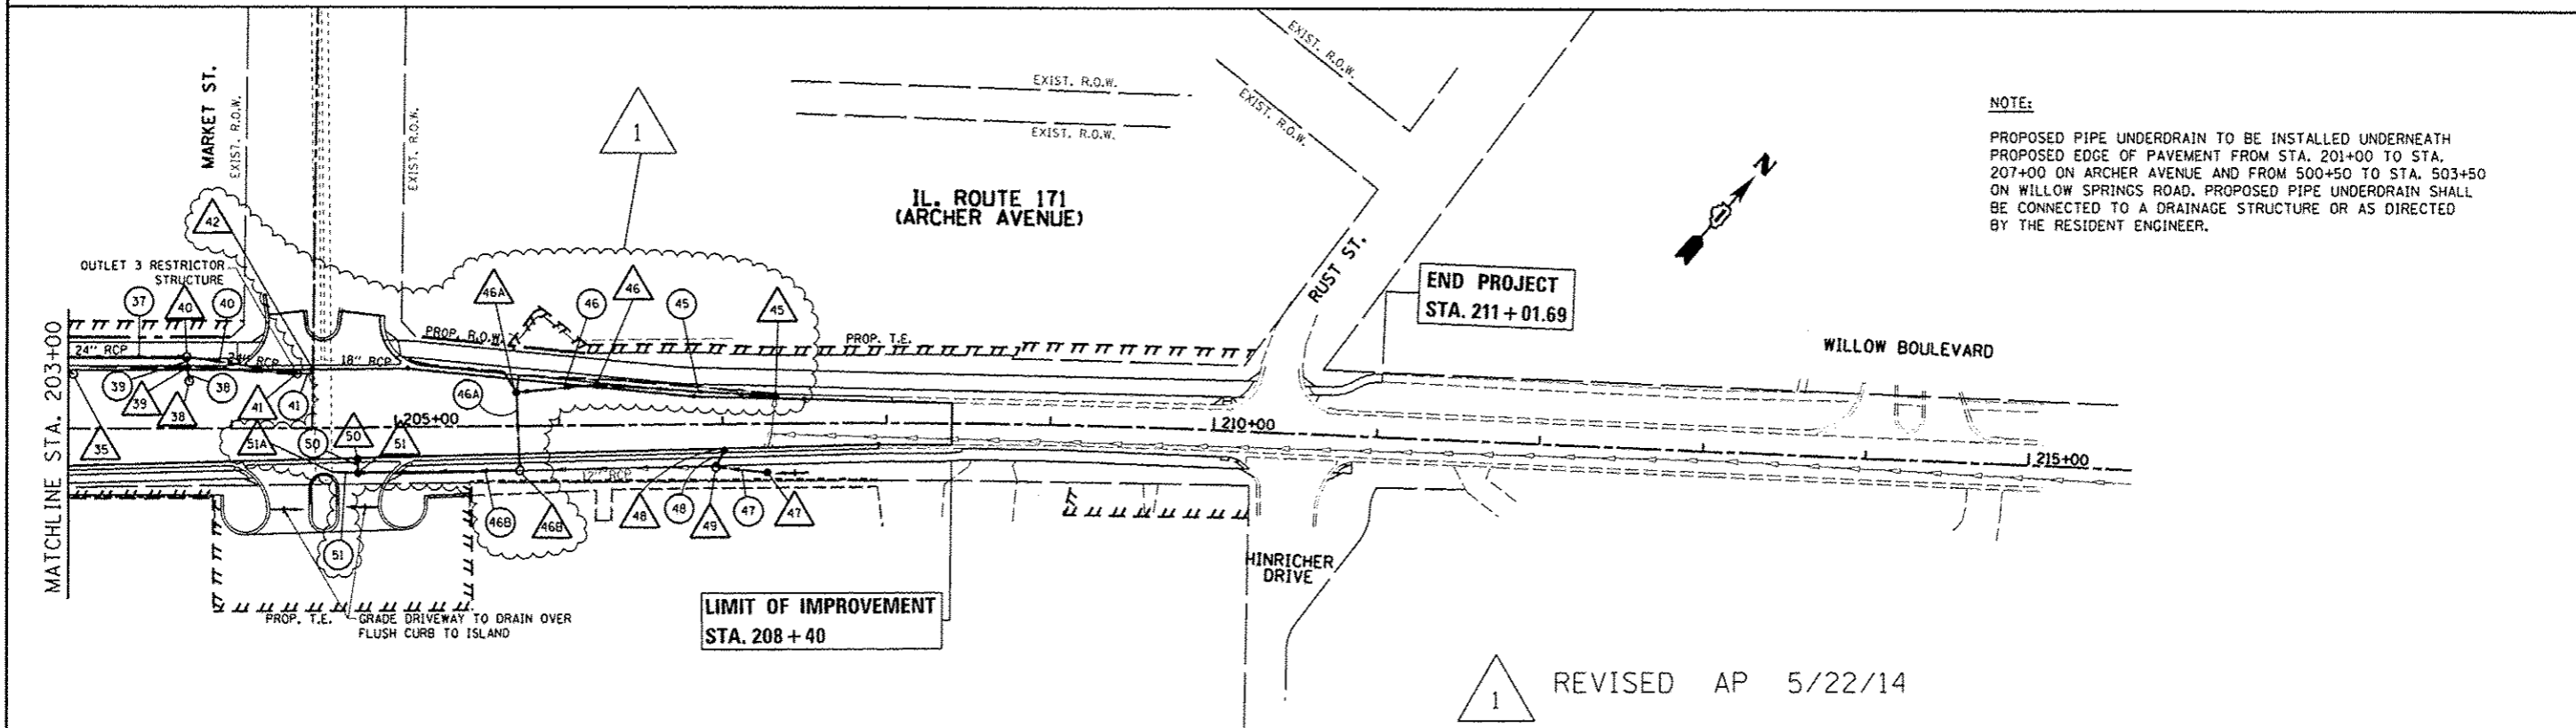 MARKET ST.
EXIST. R.O.W.
EXIST. R.O.W.
1
EXIST. R.O.W.
EXIST. R.O.W.
EXIST. R.O.W.
EXIST. R.O.W.
IL. ROUTE 171
(ARCHER AVENUE)
RUST ST.
N
NOTE:
PROPOSED PIPE UNDERDRAIN TO BE INSTALLED UNDERNEATH
PROPOSED EDGE OF PAVEMENT FROM STA. 201+00 TO STA.
207+00 ON ARCHER AVENUE AND FROM 500+50 TO STA. 503+50
ON WILLOW SPRINGS ROAD. PROPOSED PIPE UNDERDRAIN SHALL
BE CONNECTED TO A DRAINAGE STRUCTURE OR AS DIRECTED
BY THE RESIDENT ENGINEER.
42
OUTLET 3 RESTRICTOR
STRUCTURE
37
40
40
46A
46
46
45
45
END PROJECT
STA. 211+01.69
MATCHLINE STA. 203+00
24" RCP
24" RCP
18" RCP
PROP. R.O.W.
PROP. T.E.
WILLOW BOULEVARD
39
39
38
38
41
41
46A
35
51A
50
50
51
205+00
210+00
215+00
12" RCP
51
46B
46B
48
48
49
47
47
HINRICHER
DRIVE
PROP. T.E.
GRADE DRIVEWAY TO DRAIN OVER
FLUSH CURB TO ISLAND
LIMIT OF IMPROVEMENT
STA. 208+40
1
REVISED AP 5/22/14